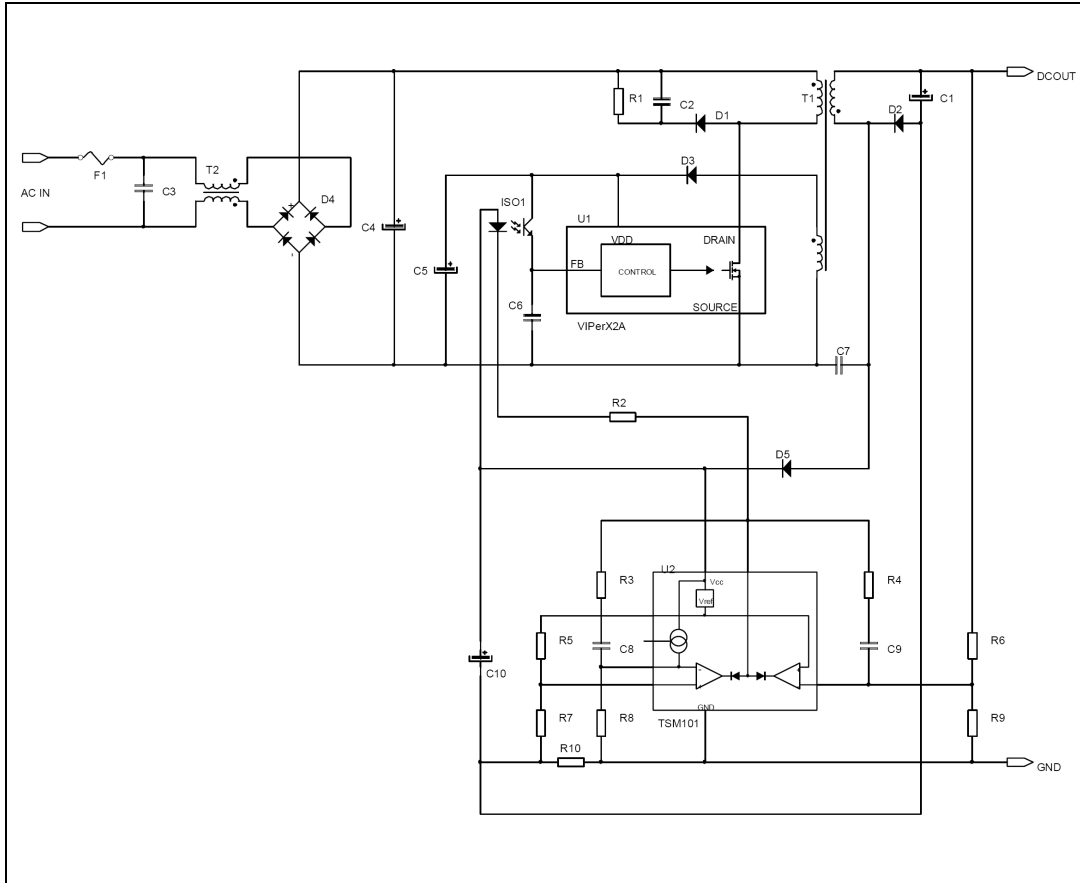 DCOUT
R1
C2
T1
D2
C1
D1
F1
T2
D3
AC IN
C3
D4
ISO1
U1
C4
VDD
DRAIN
C5
FB
CONTROL
C6
SOURCE
VIPerX2A
C7
R2
D5
U2
R3
Vcc
R4
Vref
R5
C8
C9
R6
C10
R7
R8
GND
R9
TSM101
R10
GND
+
-